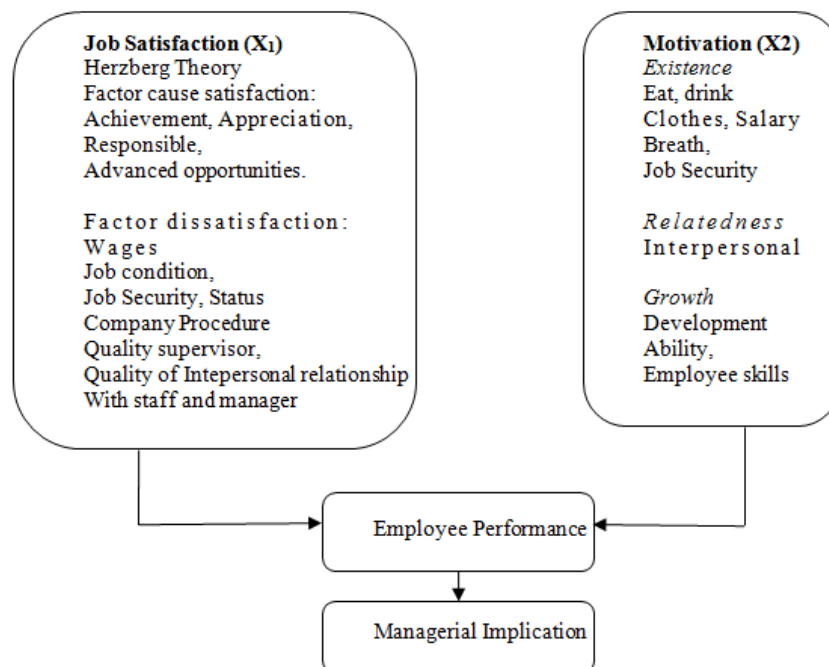 Job Satisfaction (X₁)
Herzberg Theory
Factor cause satisfaction:
Achievement, Appreciation,
Responsible,
Advanced opportunities.
Factor dissatisfaction:
Wages
Job condition,
Job Security, Status
Company Procedure
Quality supervisor,
Quality of Intepersonal relationship
With staff and manager
Motivation (X2)
Existence
Eat, drink
Clothes, Salary
Breath,
Job Security
Relatedness
Interpersonal
Growth
Development
Ability,
Employee skills
Employee Performance
Managerial Implication